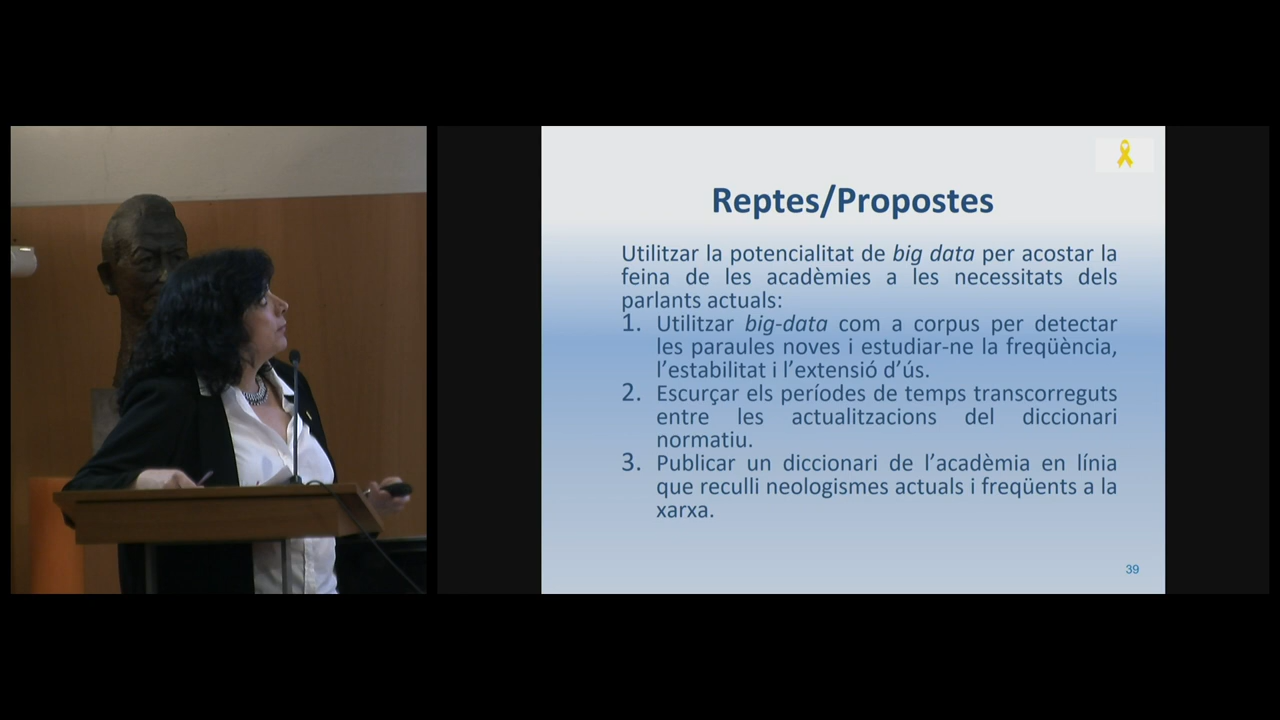 Reptes/Propostes
Utilitzar la potencialitat de big data per acostar la
feina de les acadèmies a les necessitats dels
parlants actuals:
1. Utilitzar big-data com a corpus per detectar
les paraules noves i estudiar-ne la freqüència,
l’estabilitat i l’extensió d’ús.
2. Escurçar els períodes de temps transcorreguts
entre les actualitzacions del diccionari
normatiu.
3. Publicar un diccionari de l’acadèmia en línia
que reculli neologismes actuals i freqüents a la
xarxa.
39